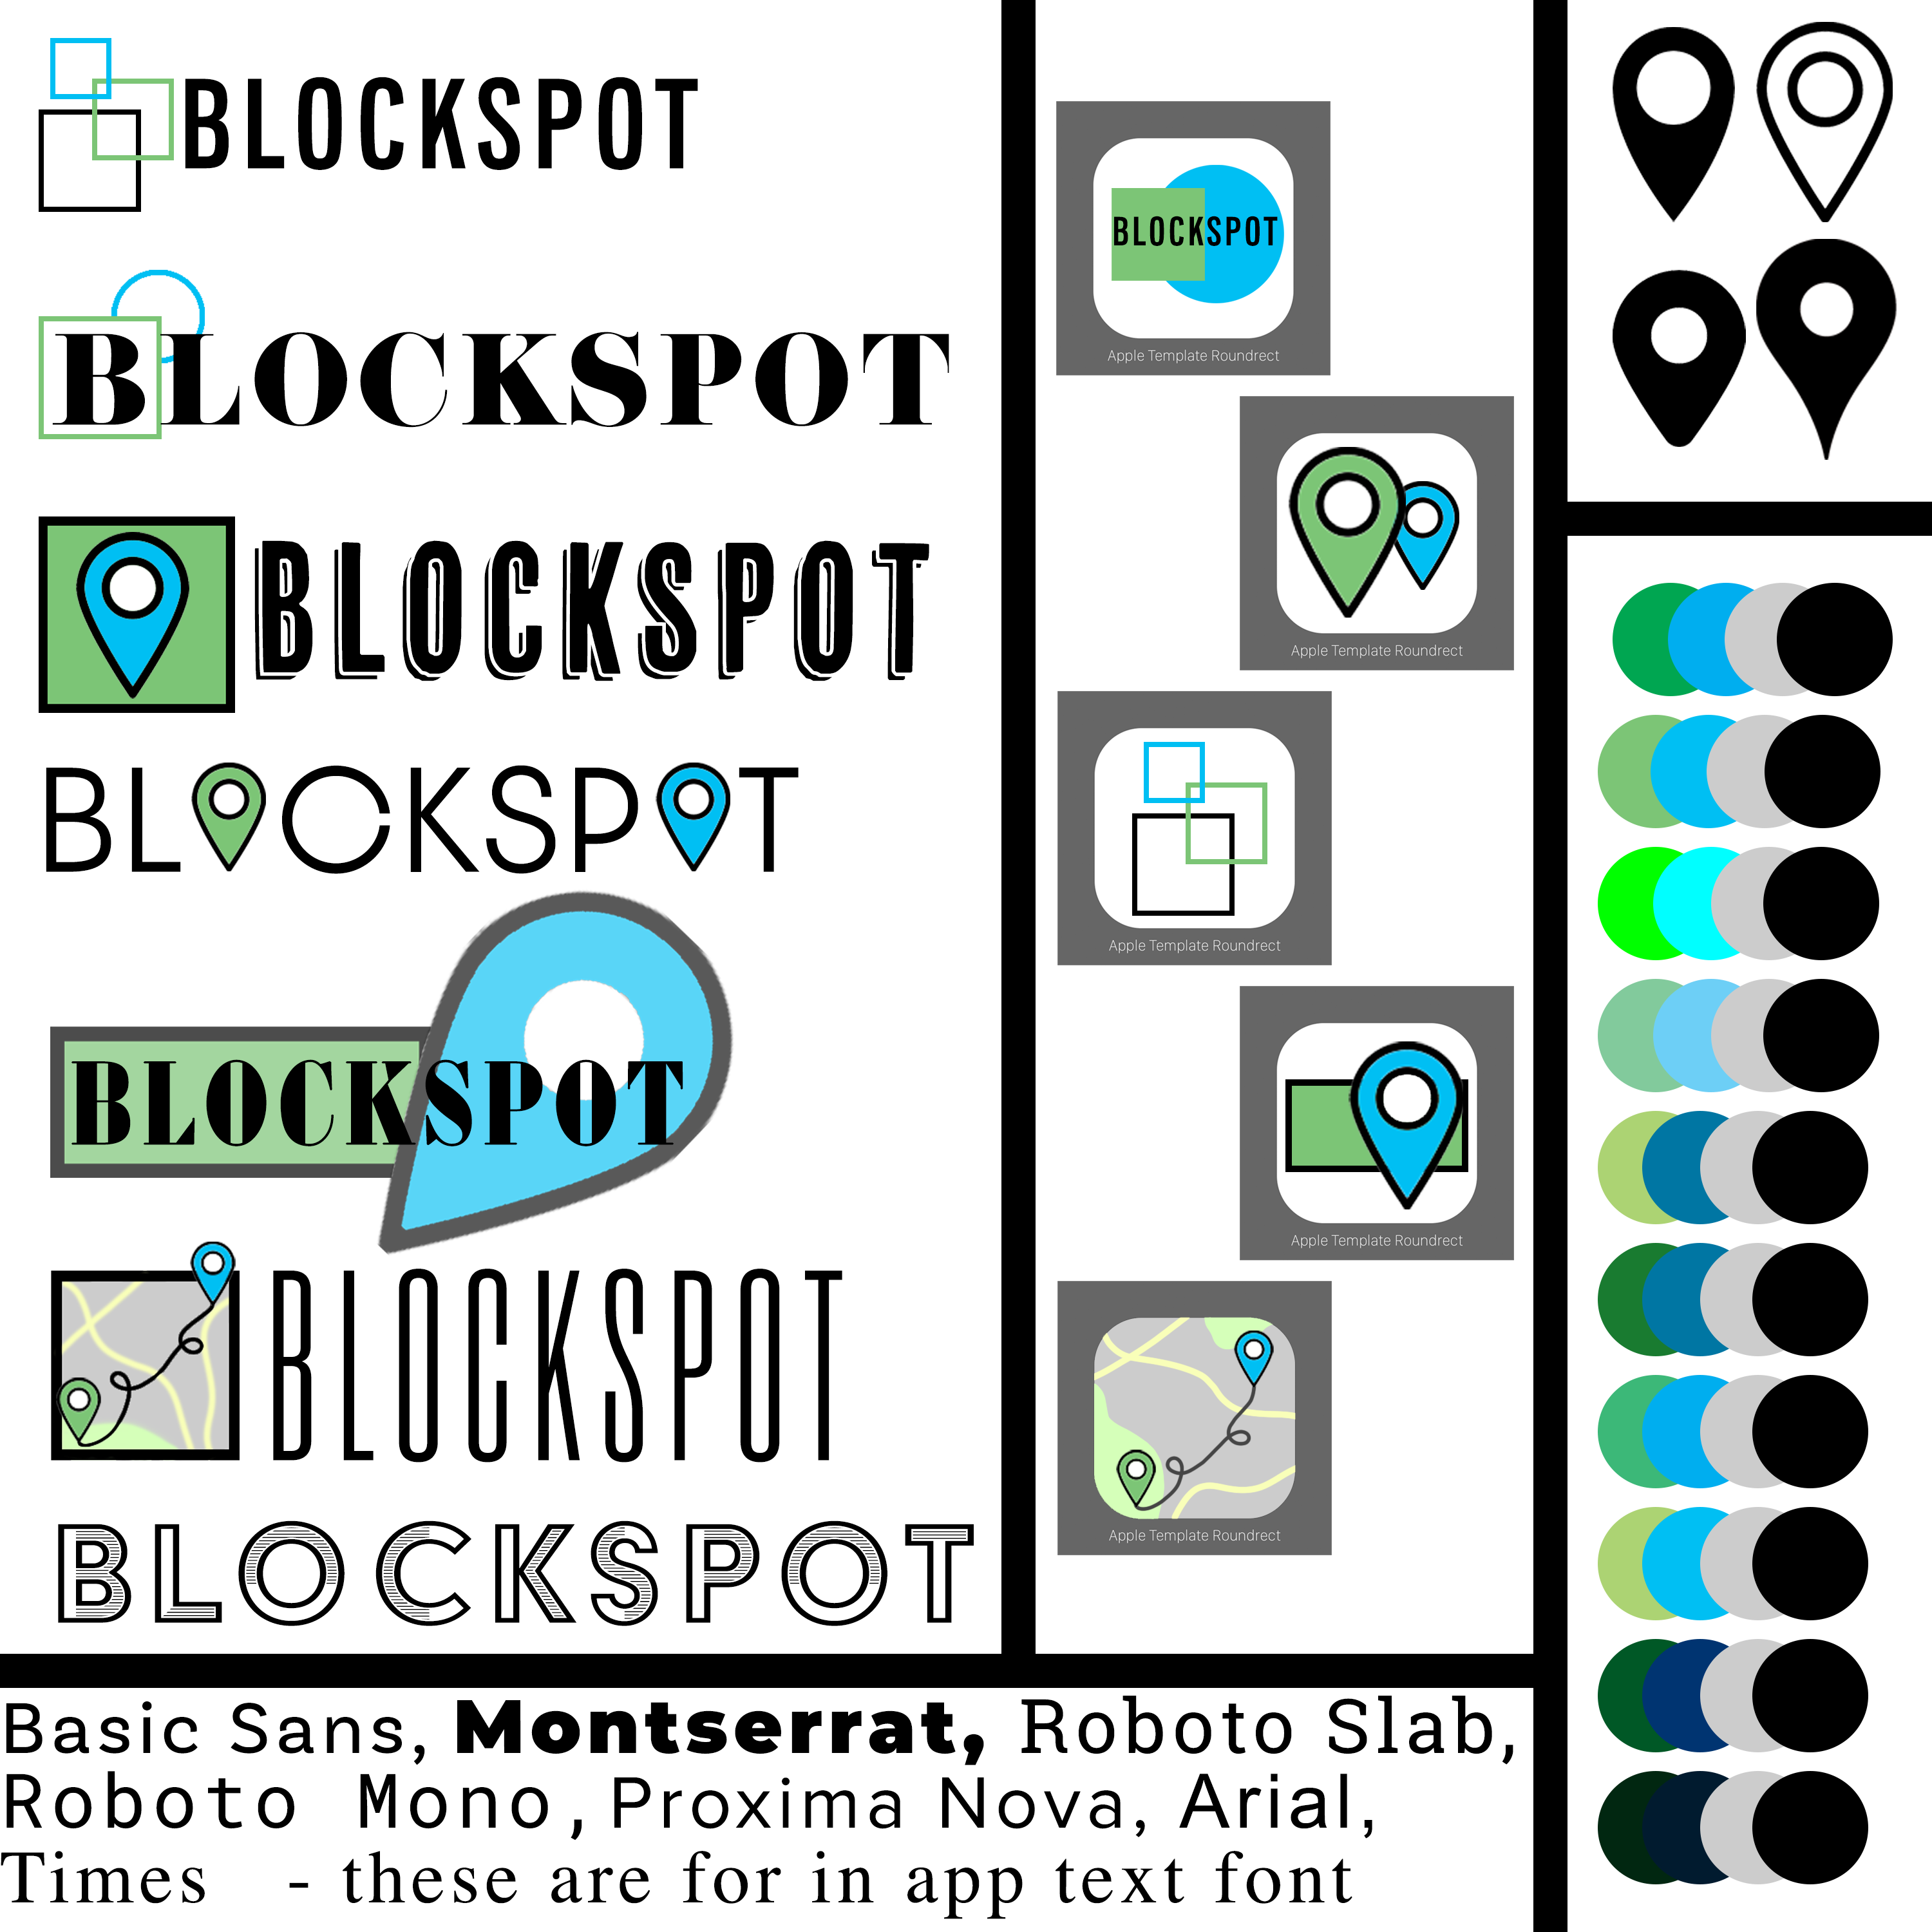 BLOCKSPOT
BLOCKSPOT
BLOCKSPOT
BLOCKSPOT
BLOCKSPOT
BLOCKSPOT
BLOCKSPOT
BLOCKSPOT
Apple Template Roundrect
Apple Template Roundrect
Apple Template Roundrect
Apple Template Roundrect
Apple Template Roundrect
Basic Sans, Montserrat, Roboto Slab,
Roboto Mono, Proxima Nova, Arial,
Times - these are for in app text font